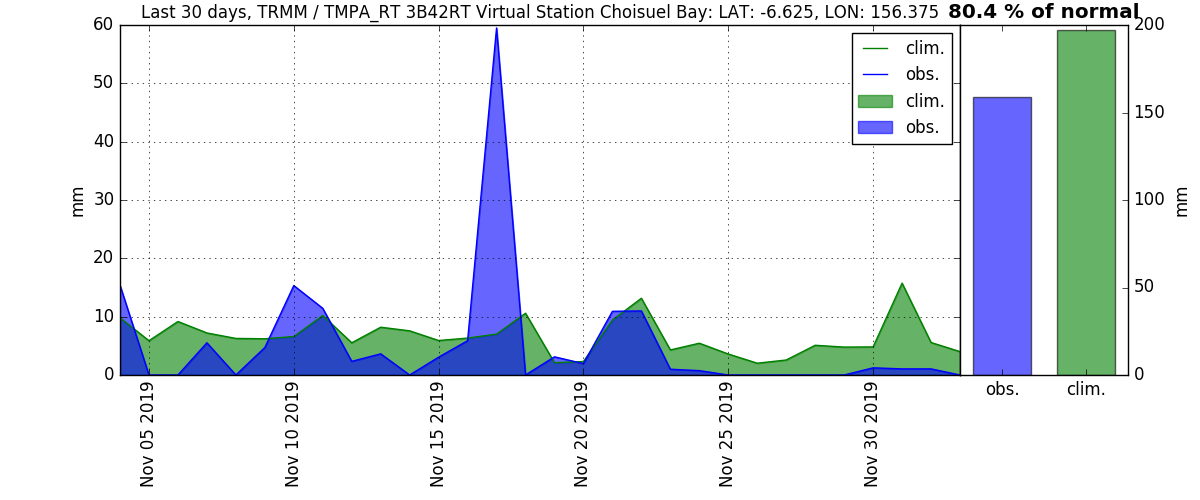 Last 30 days, TRMM / TMPA_RT 3B42RT Virtual Station Choisuel Bay: LAT: -6.625, LON: 156.375
80.4 % of normal
mm
60
50
40
30
20
10
0
Nov 05 2019
Nov 10 2019
Nov 15 2019
Nov 20 2019
Nov 25 2019
Nov 30 2019
clim.
obs.
clim.
obs.
obs.
clim.
200
150
100
50
0
mm